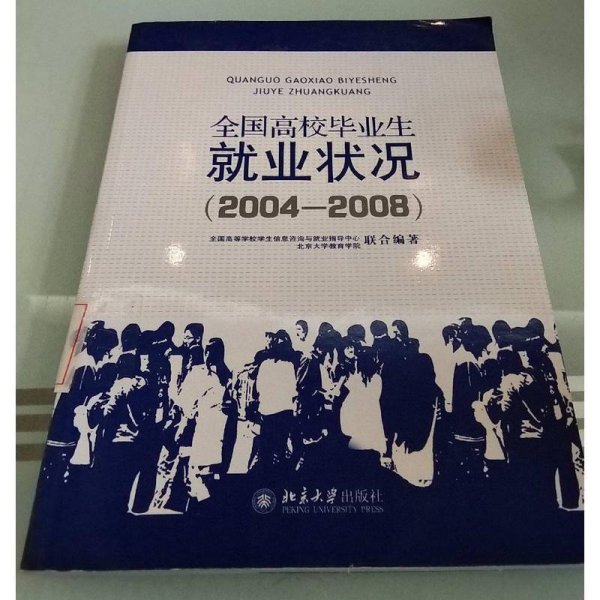 QUANGUO GAOXIAO BIYESHENG
JIUYE ZHUANGKUANG
全国高校毕业生
就业状况
(2004—2008)
全国高等学校学生信息咨询与就业指导中心
北京大学教育学院
联合编著
北京大学出版社
PEKING UNIVERSITY PRESS